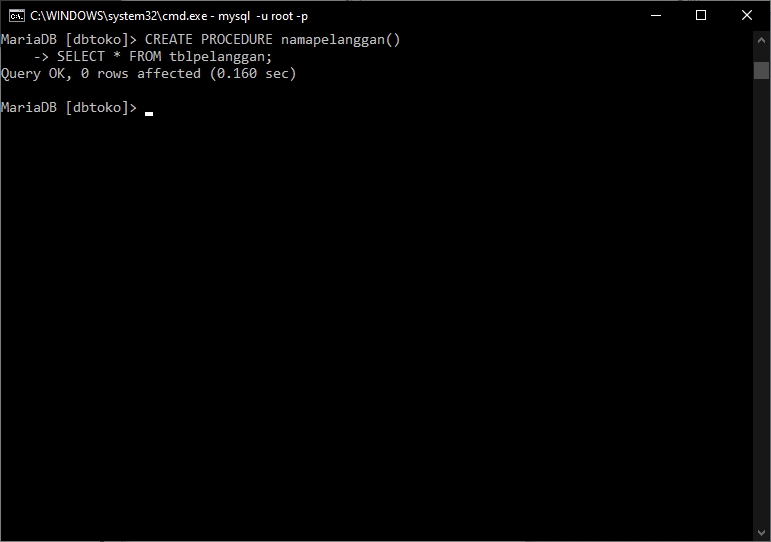 C:\WINDOWS\system32\cmd.exe - mysql  -u root -p
MariaDB [dbtoko]> CREATE PROCEDURE namapelanggan()
    -> SELECT * FROM tblpelanggan;
Query OK, 0 rows affected (0.160 sec)

MariaDB [dbtoko]>